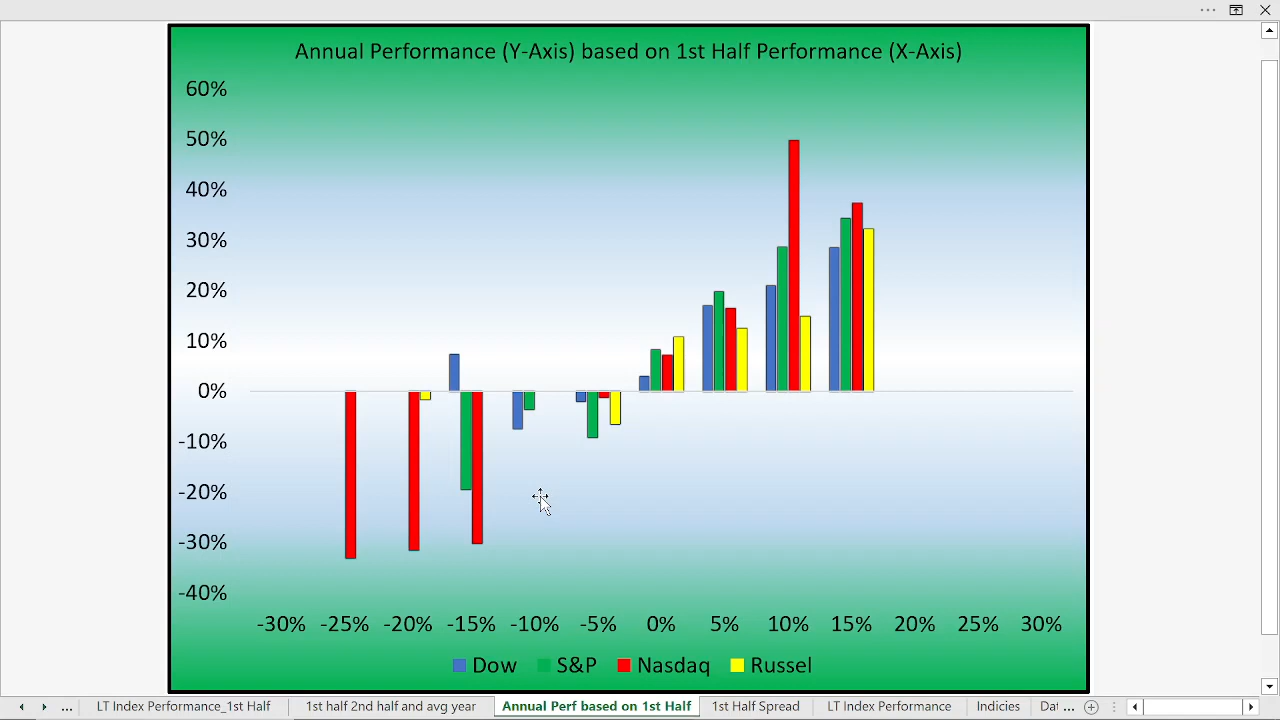 Annual Performance (Y-Axis) based on 1st Half Performance (X-Axis)
60%
50%
40%
30%
20%
10%
0%
-10%
-20%
-30%
-40%
-30% -25% -20% -15% -10% -5% 0% 5% 10% 15% 20% 25% 30%
Dow S&P Nasdaq Russel
... LT Index Performance_1st Half 1st half 2nd half and avg year Annual Perf based on 1st Half 1st Half Spread LT Index Performance Indicies Dat ...